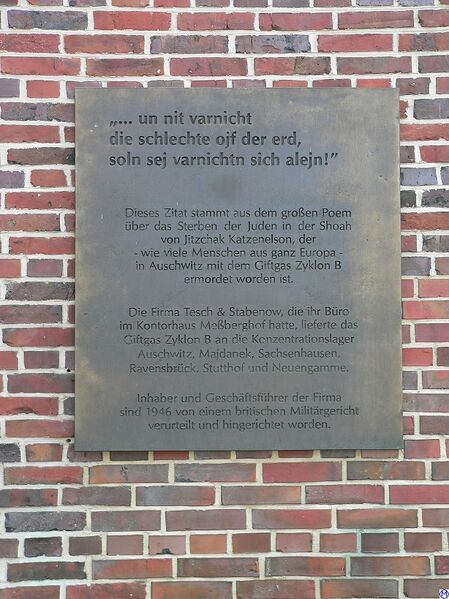 „... un nit varnicht
die schlechte ojf der erd,
soln sej varnichtn sich alejn!”
Dieses Zitat stammt aus dem großen Poem
über das Sterben der Juden in der Shoah
von Jitzchak Katzenelson, der
- wie viele Menschen aus ganz Europa -
in Auschwitz mit dem Giftgas Zyklon B
ermordet worden ist.
Die Firma Tesch & Stabenow, die ihr Büro
im Kontorhaus Meßberghof hatte, lieferte das
Giftgas Zyklon B an die Konzentrationslager
Auschwitz, Majdanek, Sachsenhausen,
Ravensbrück, Stutthof und Neuengamme.
Inhaber und Geschäftsführer der Firma
sind 1946 von einem britischen Militärgericht
verurteilt und hingerichtet worden.